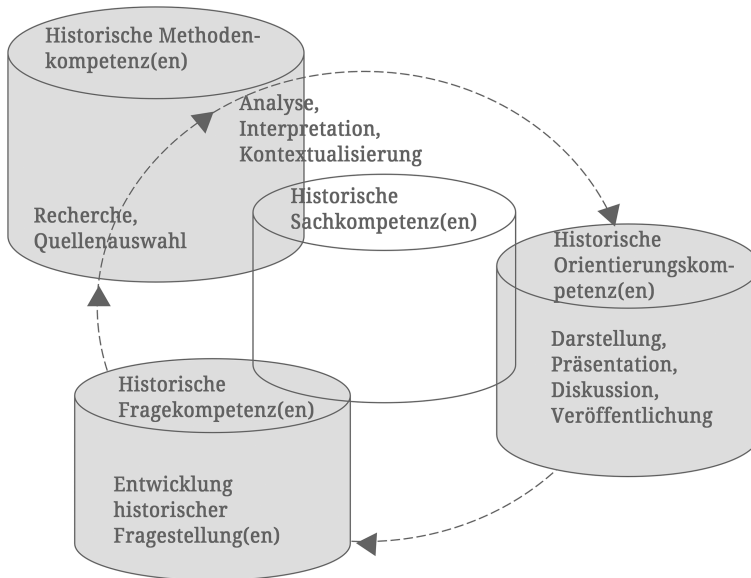 Historische Methoden-
kompetenz(en)
Analyse,
Interpretation,
Kontextualisierung
Recherche,
Quellenauswahl
Historische
Sachkompetenz(en)
Historische
Orientierungskom-
petenz(en)
Darstellung,
Präsentation,
Diskussion,
Veröffentlichung
Historische
Fragekompetenz(en)
Entwicklung
historischer
Fragestellung(en)